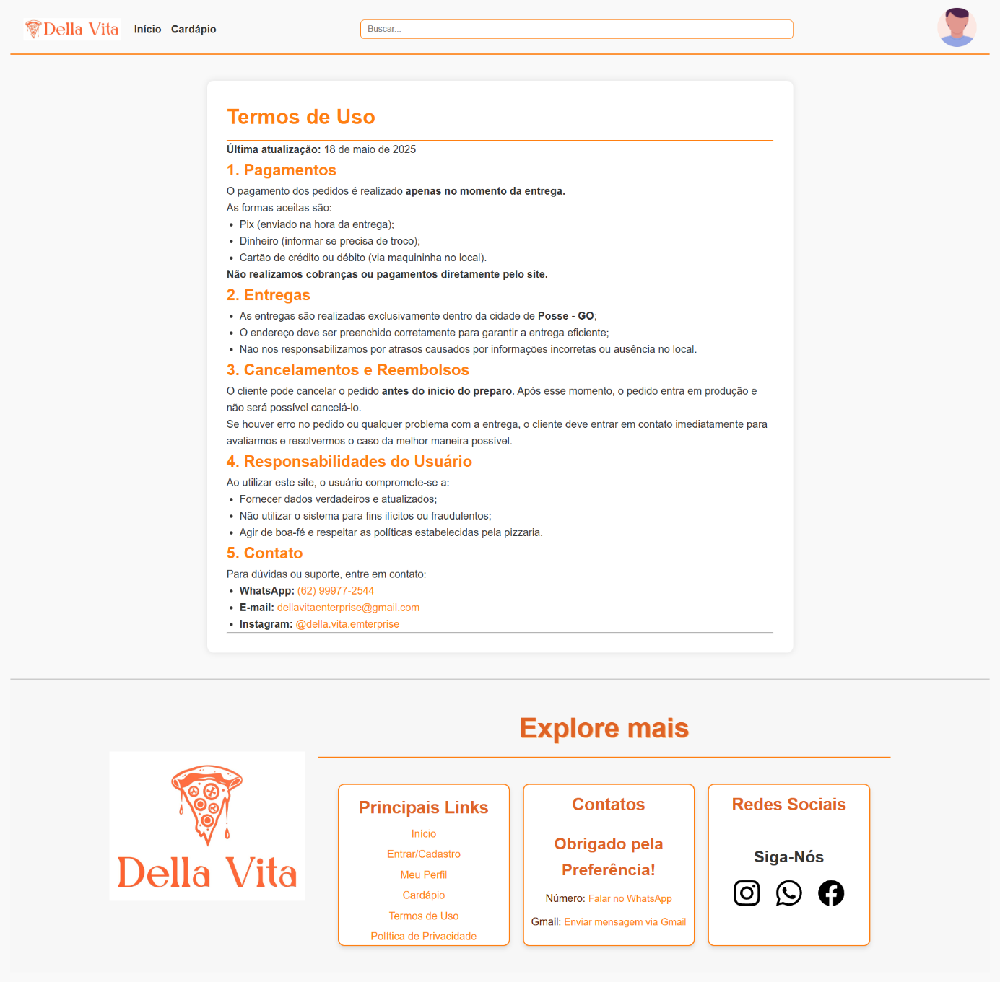 Della Vita
Início
Cardápio
Buscar...
Termos de Uso
Última atualização: 18 de maio de 2025
1. Pagamentos
O pagamento dos pedidos é realizado apenas no momento da entrega.
As formas aceitas são:
• Pix (enviado na hora da entrega);
• Dinheiro (informar se precisa de troco);
• Cartão de crédito ou débito (via maquininha no local).
Não realizamos cobranças ou pagamentos diretamente pelo site.
2. Entregas
• As entregas são realizadas exclusivamente dentro da cidade de Posse - GO;
• O endereço deve ser preenchido corretamente para garantir a entrega eficiente;
• Não nos responsabilizamos por atrasos causados por informações incorretas ou ausência no local.
3. Cancelamentos e Reembolsos
O cliente pode cancelar o pedido antes do início do preparo. Após esse momento, o pedido entra em produção e
não será possível cancelá-lo.
Se houver erro no pedido ou qualquer problema com a entrega, o cliente deve entrar em contato imediatamente para
avaliarmos e resolvermos o caso da melhor maneira possível.
4. Responsabilidades do Usuário
Ao utilizar este site, o usuário compromete-se a:
• Fornecer dados verdadeiros e atualizados;
• Não utilizar o sistema para fins ilícitos ou fraudulentos;
• Agir de boa-fé e respeitar as políticas estabelecidas pela pizzaria.
5. Contato
Para dúvidas ou suporte, entre em contato:
• WhatsApp: (62) 99977-2544
• E-mail: dellavitaenterprise@gmail.com
• Instagram: @della.vita.emterprise
Explore mais
Della Vita
Principais Links
Início
Entrar/Cadastro
Meu Perfil
Cardápio
Termos de Uso
Política de Privacidade
Contatos
Obrigado pela
Preferência!
Número: Falar no WhatsApp
Gmail: Enviar mensagem via Gmail
Redes Sociais
Siga-Nós